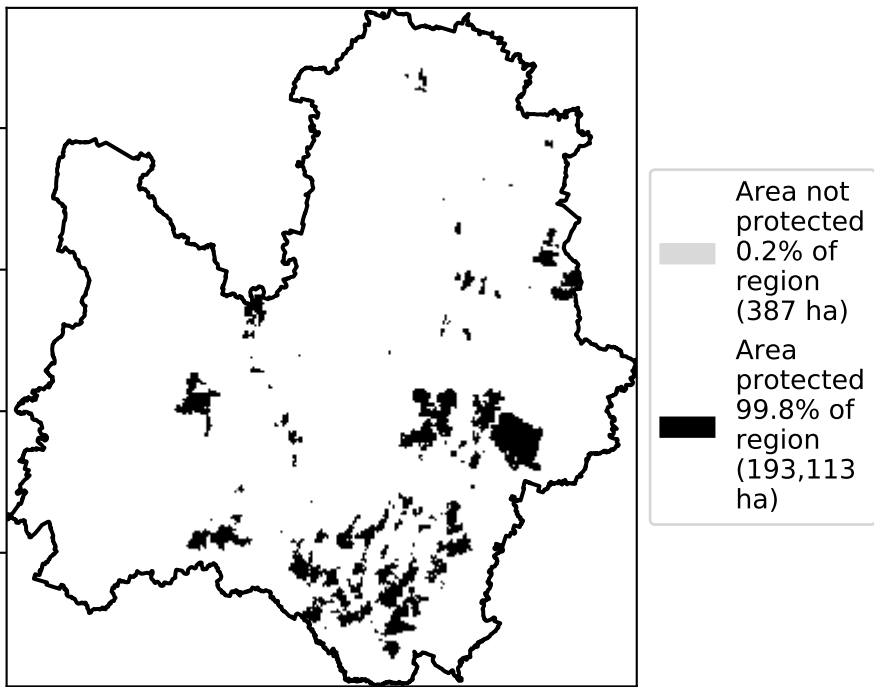 Area not
protected
0.2% of
region
(387 ha)
Area
protected
99.8% of
region
(193,113
ha)